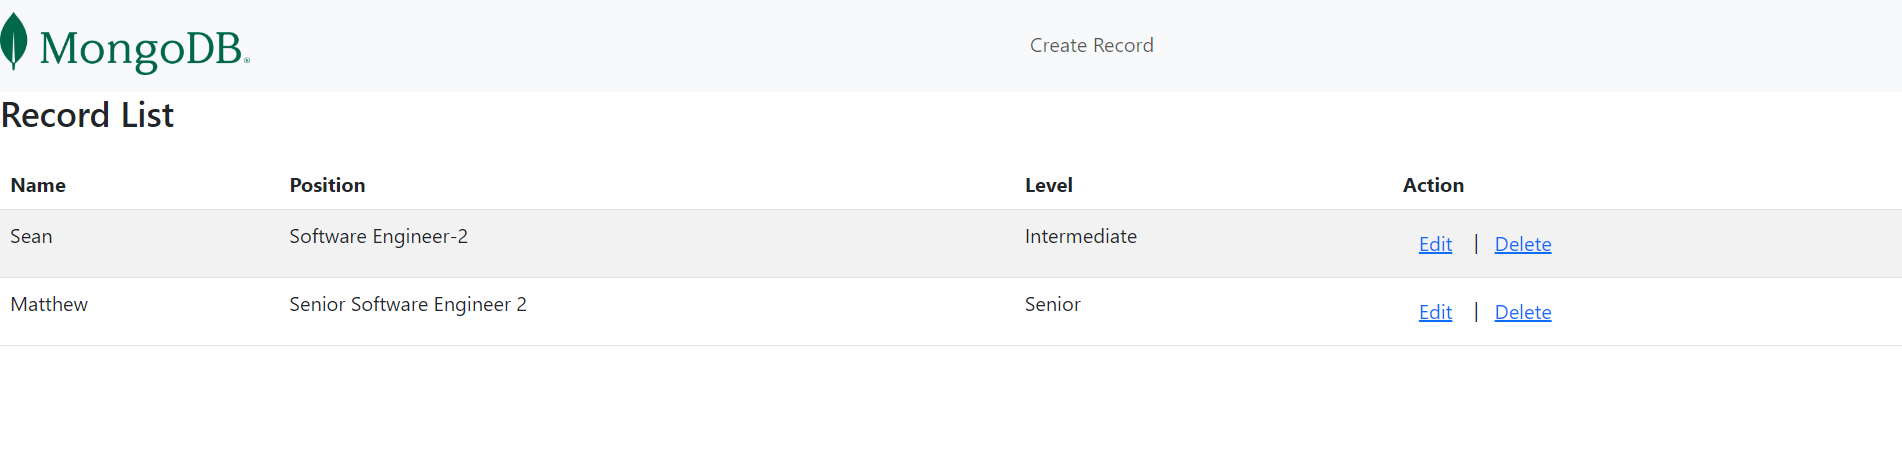 MongoDB®
Create Record
Record List
Name Position Level Action
Sean Software Engineer-2 Intermediate Edit | Delete
Matthew Senior Software Engineer 2 Senior Edit | Delete